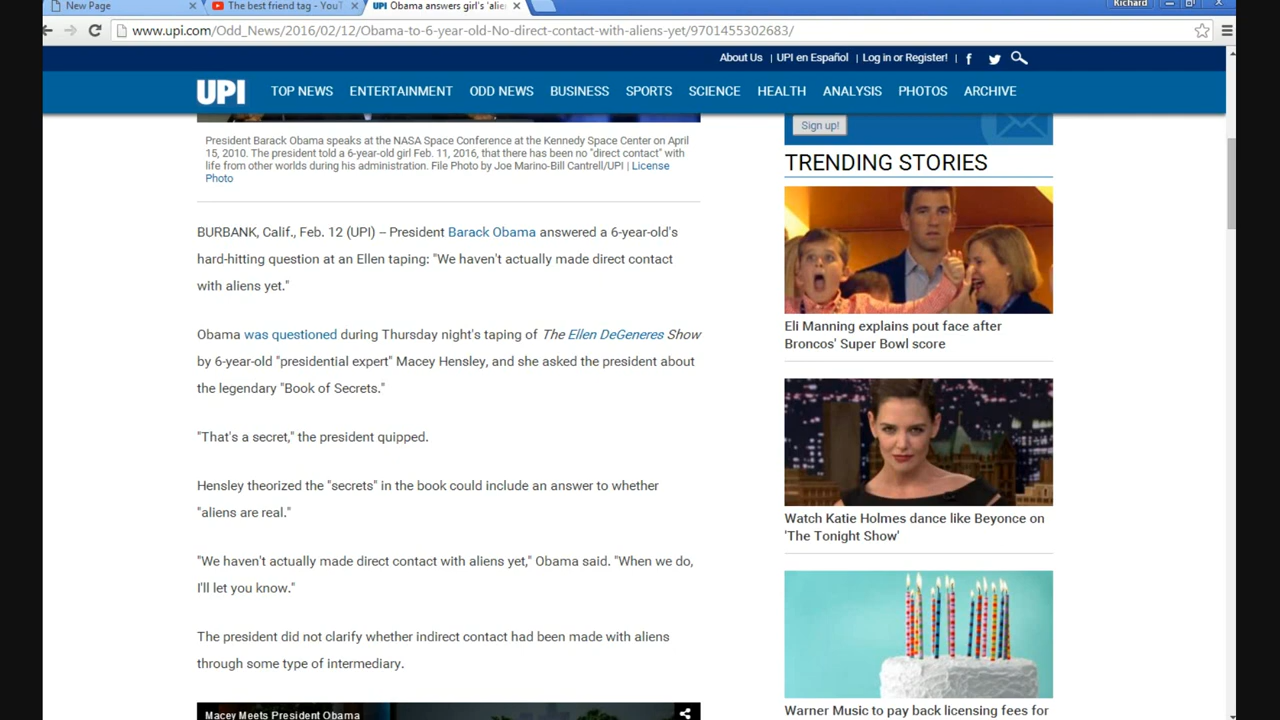 New Page
The best friend tag - YouT
UPI Obama answers girl's 'alie
Richard
www.upi.com/Odd_News/2016/02/12/Obama-to-6-year-old-No-direct-contact-with-aliens-yet/9701455302683/
About Us | UPI en Español | Log in or Register! |
UPI TOP NEWS ENTERTAINMENT ODD NEWS BUSINESS SPORTS SCIENCE HEALTH ANALYSIS PHOTOS ARCHIVE
President Barack Obama speaks at the NASA Space Conference at the Kennedy Space Center on April
15, 2010. The president told a 6-year-old girl Feb. 11, 2016, that there has been no "direct contact" with
life from other worlds during his administration. File Photo by Joe Marino-Bill Cantrell/UPI | License
Photo
BURBANK, Calif., Feb. 12 (UPI) -- President Barack Obama answered a 6-year-old's
hard-hitting question at an Ellen taping: "We haven't actually made direct contact
with aliens yet."
Obama was questioned during Thursday night's taping of The Ellen DeGeneres Show
by 6-year-old "presidential expert" Macey Hensley, and she asked the president about
the legendary "Book of Secrets."
"That's a secret," the president quipped.
Hensley theorized the "secrets" in the book could include an answer to whether
"aliens are real."
"We haven't actually made direct contact with aliens yet," Obama said. "When we do,
I'll let you know."
The president did not clarify whether indirect contact had been made with aliens
through some type of intermediary.
Macey Meets President Obama
Sign up!
TRENDING STORIES
Eli Manning explains pout face after
Broncos' Super Bowl score
Watch Katie Holmes dance like Beyonce on
'The Tonight Show'
Warner Music to pay back licensing fees for